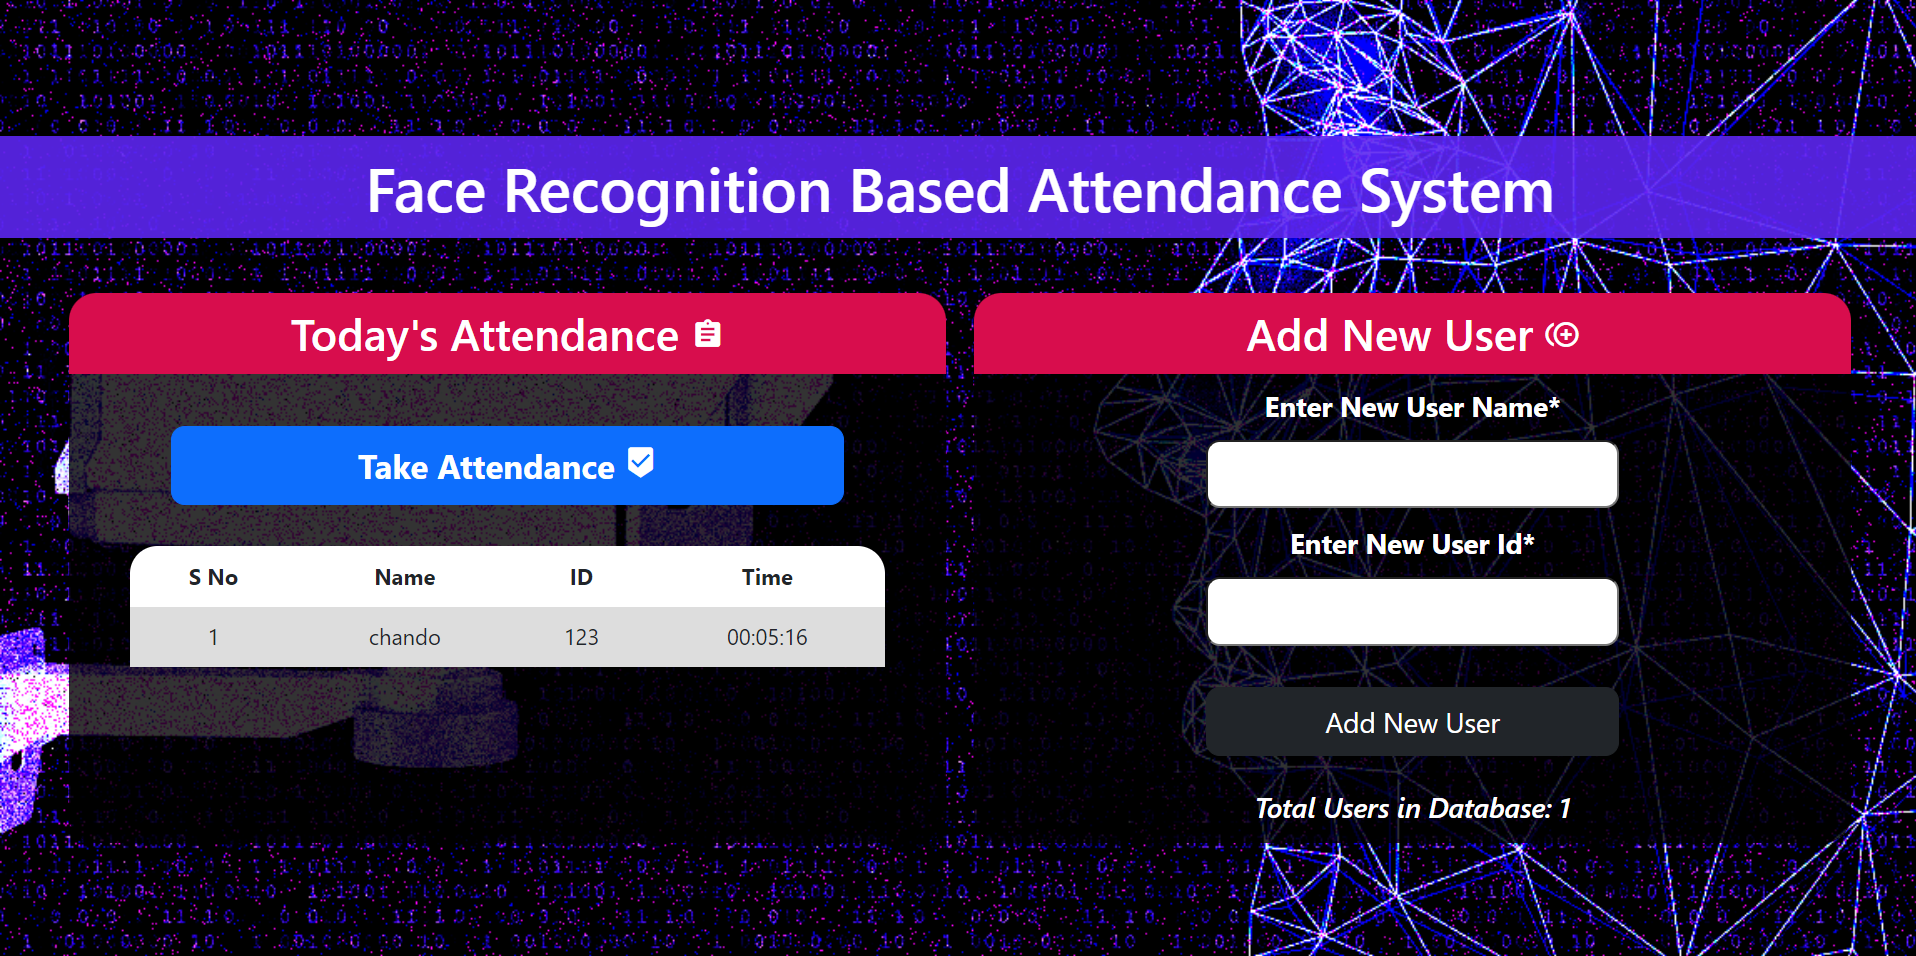 Face Recognition Based Attendance System
Today's Attendance
Take Attendance
S No Name ID Time
1 chando 123 00:05:16
Add New User
Enter New User Name*
Enter New User Id*
Add New User
Total Users in Database: 1